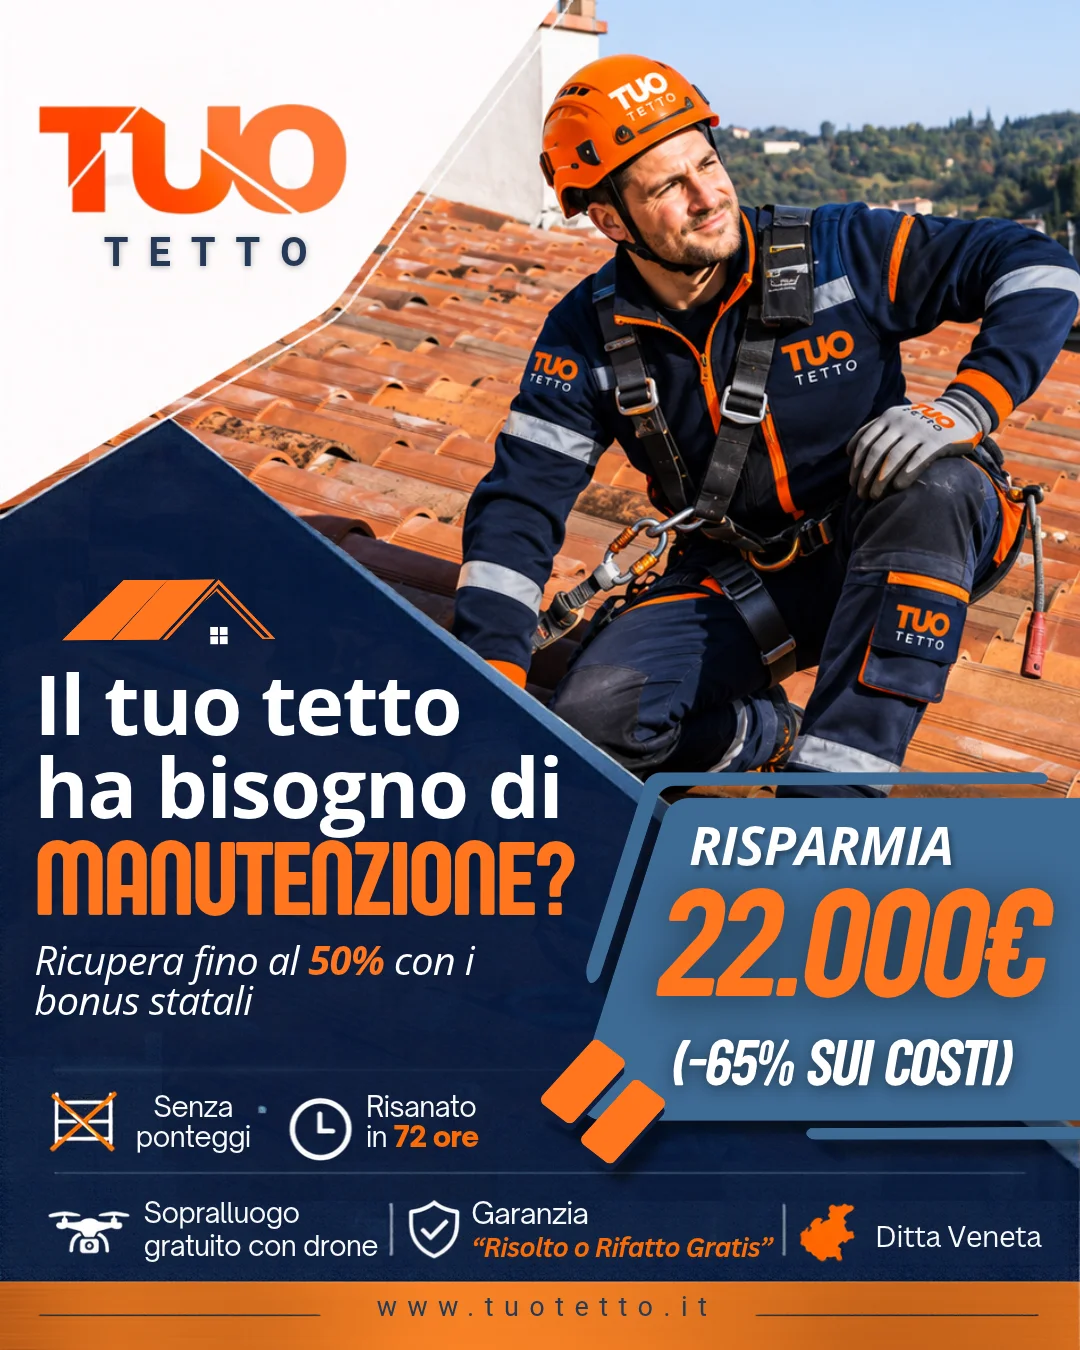 TUO
TETTO
TUO
TETTO
TUO
TETTO
TUO
TETTO
TUO
TUO
TETTO
Il tuo tetto
ha bisogno di
MANUTENZIONE?
Ricupera fino al 50% con i
bonus statali
RISPARMIA
22.000€
(-65% SUI COSTI)
Senza
ponteggi
Risanato
in 72 ore
Sopralluogo
gratuito con drone
Garanzia
“Risolto o Rifatto Gratis”
Ditta Veneta
www.tuotetto.it